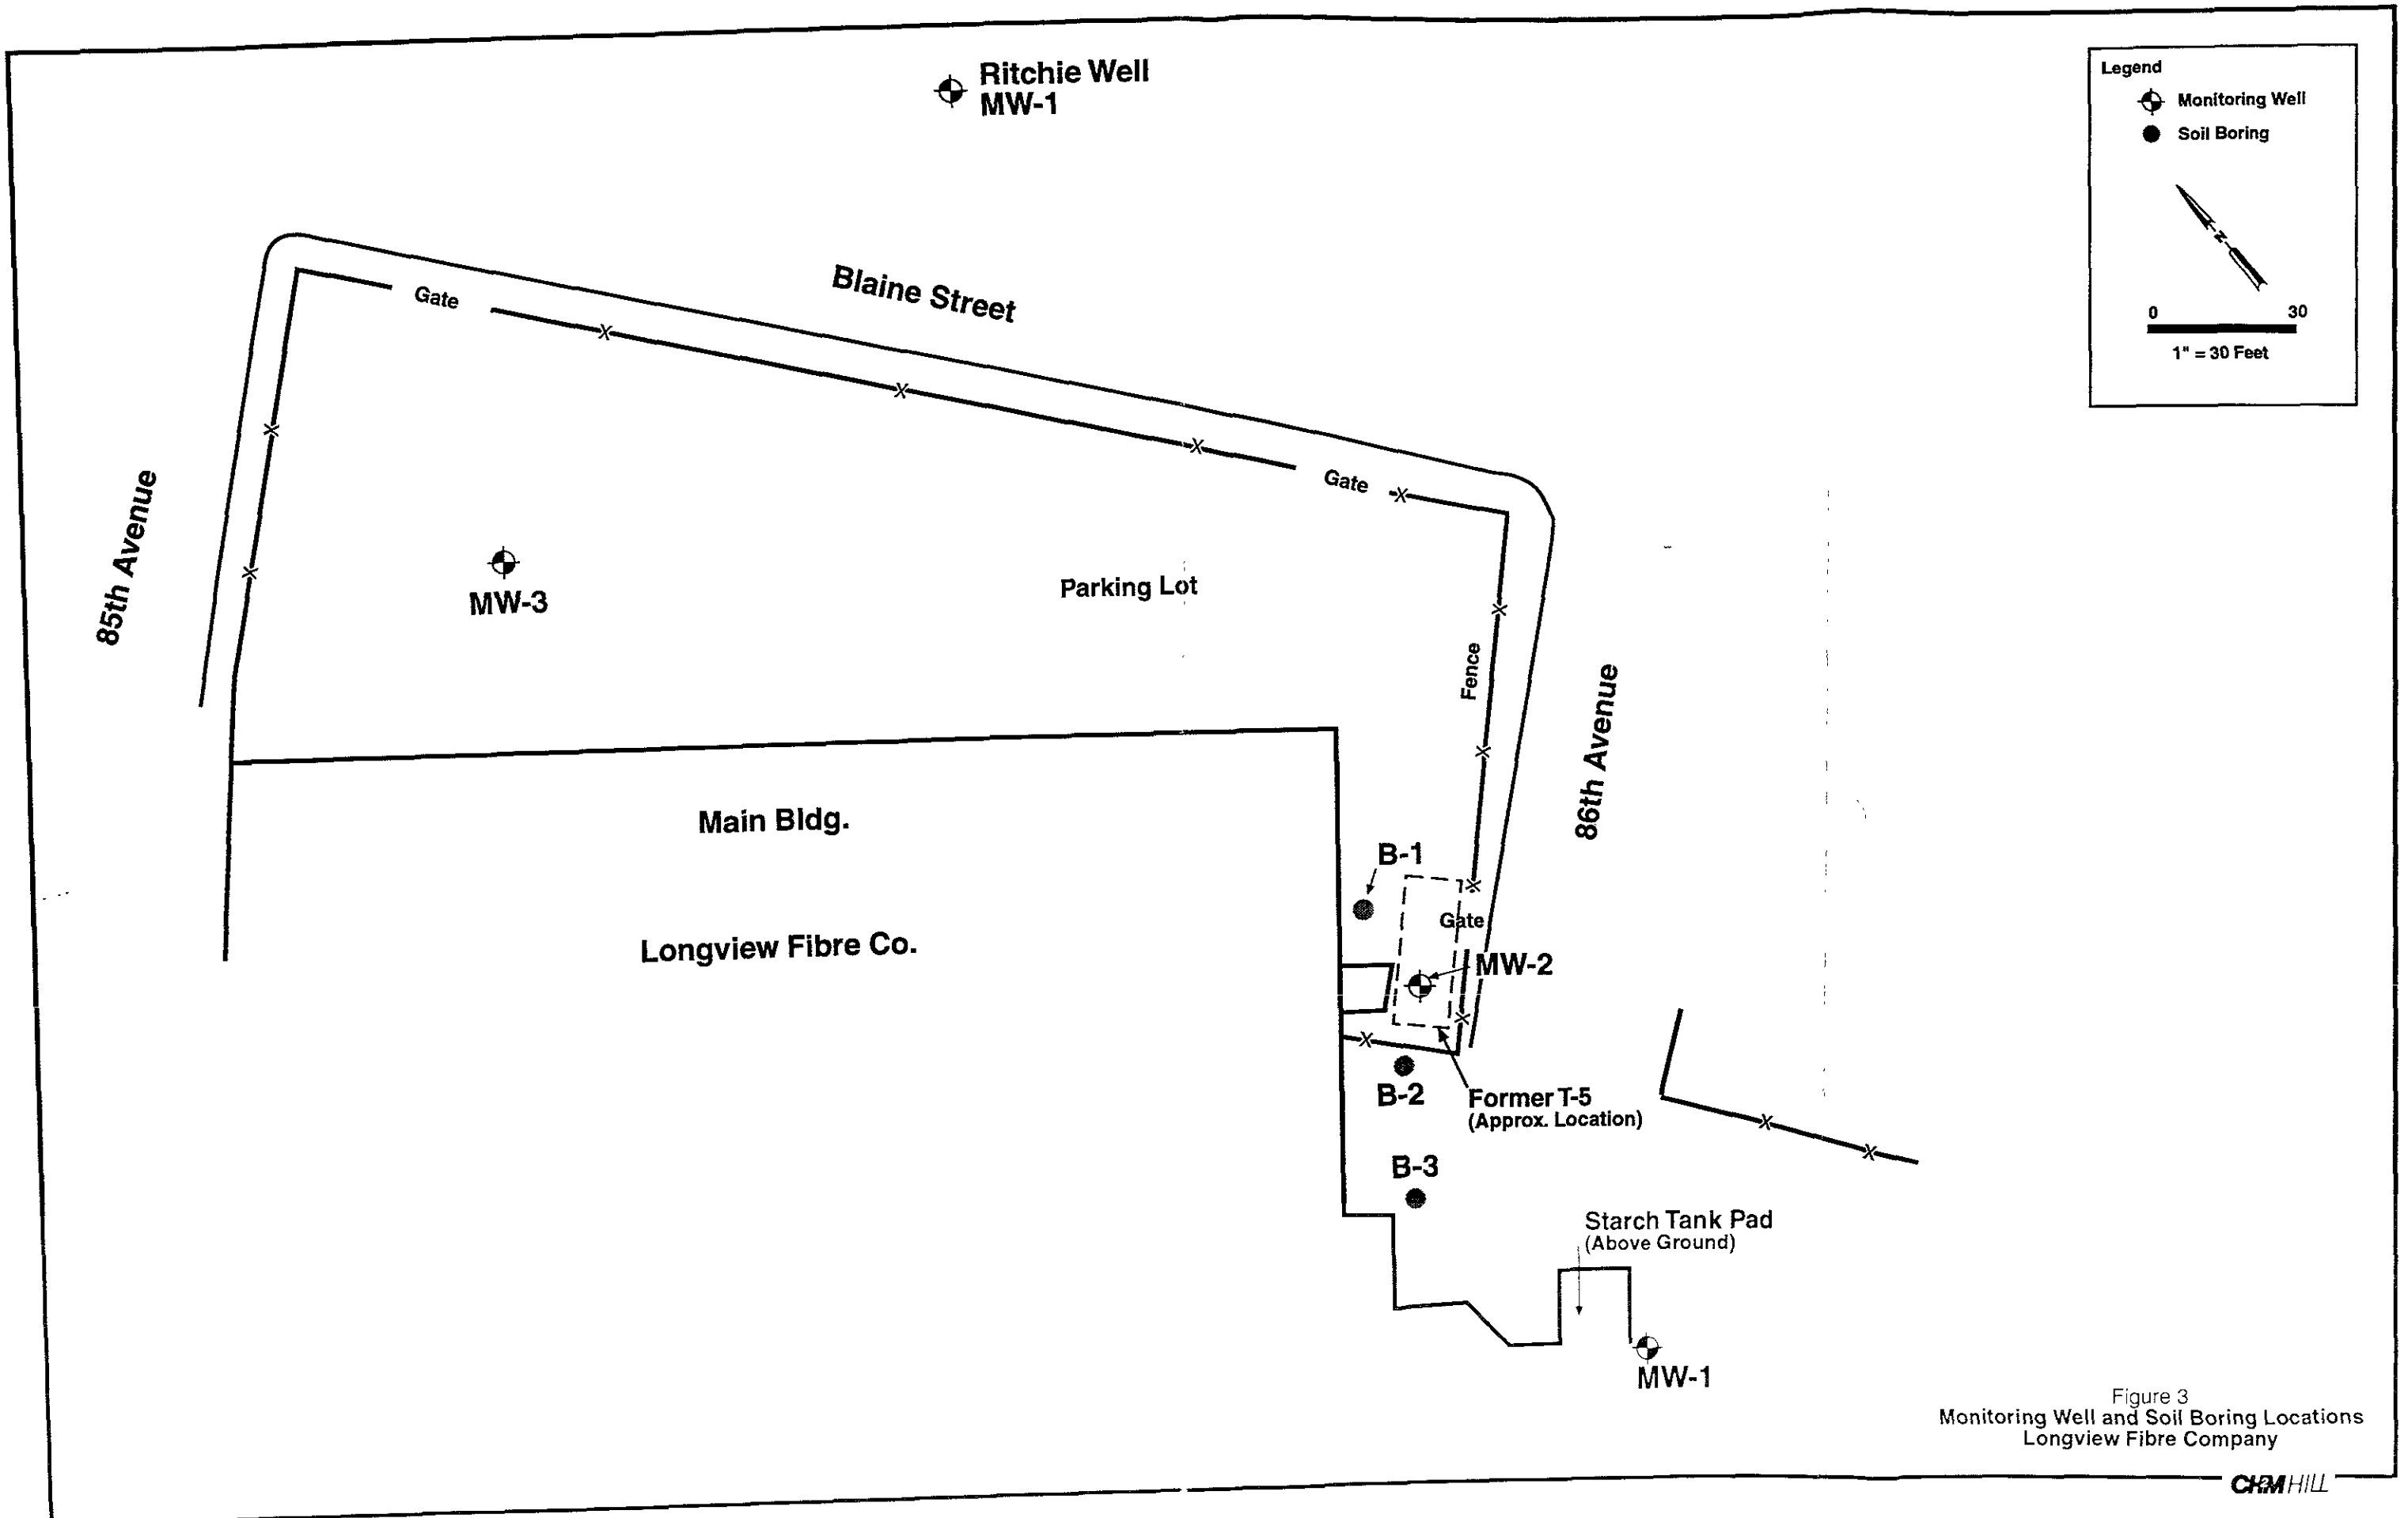 Ritchie Well
MW-1
Legend
Monitoring Well
Soil Boring
N
0 30
1" = 30 Feet
Blaine Street
Gate
Gate
85th Avenue
MW-3
Parking Lot
Fence
86th Avenue
Main Bldg.
B-1
Gate
Longview Fibre Co.
MW-2
B-2
Former T-5
(Approx. Location)
B-3
Starch Tank Pad
(Above Ground)
MW-1
Figure 3
Monitoring Well and Soil Boring Locations
Longview Fibre Company
CH2M HILL